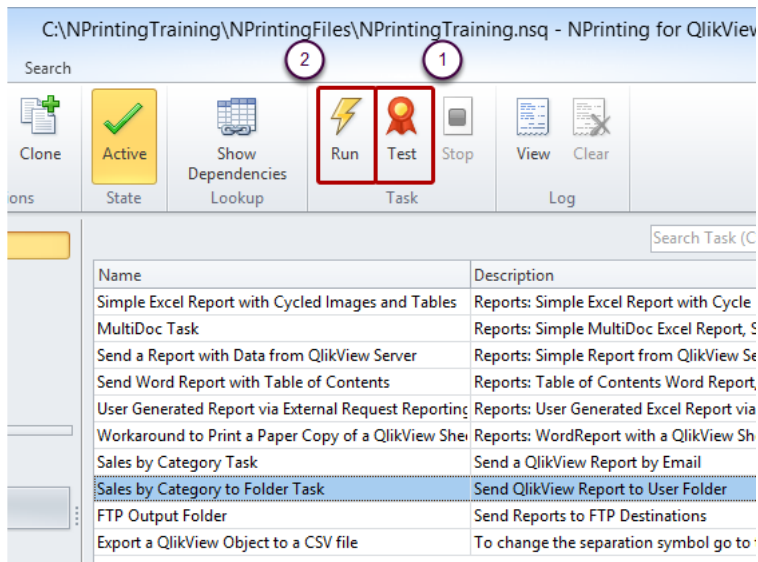 C:\NPrintingTraining\NPrintingFiles\NPrintingTraining.nsq - NPrinting for QlikView
2
1
Search
Clone
Active
Show Dependencies
Run
Test
Stop
View
Clear
ons
State
Lookup
Task
Log
Search Task (C
Name Description
Simple Excel Report with Cycled Images and Tables Reports: Simple Excel Report with Cycle
MultiDoc Task Reports: Simple MultiDoc Excel Report, S
Send a Report with Data from QlikView Server Reports: Simple Report from QlikView Se
Send Word Report with Table of Contents Reports: Table of Contents Word Report,
User Generated Report via External Request Reporting Reports: User Generated Excel Report via
Workaround to Print a Paper Copy of a QlikView Shee Reports: WordReport with a QlikView Sh
Sales by Category Task Send a QlikView Report by Email
Sales by Category to Folder Task Send QlikView Report to User Folder
FTP Output Folder Send Reports to FTP Destinations
Export a QlikView Object to a CSV file To change the separation symbol go to